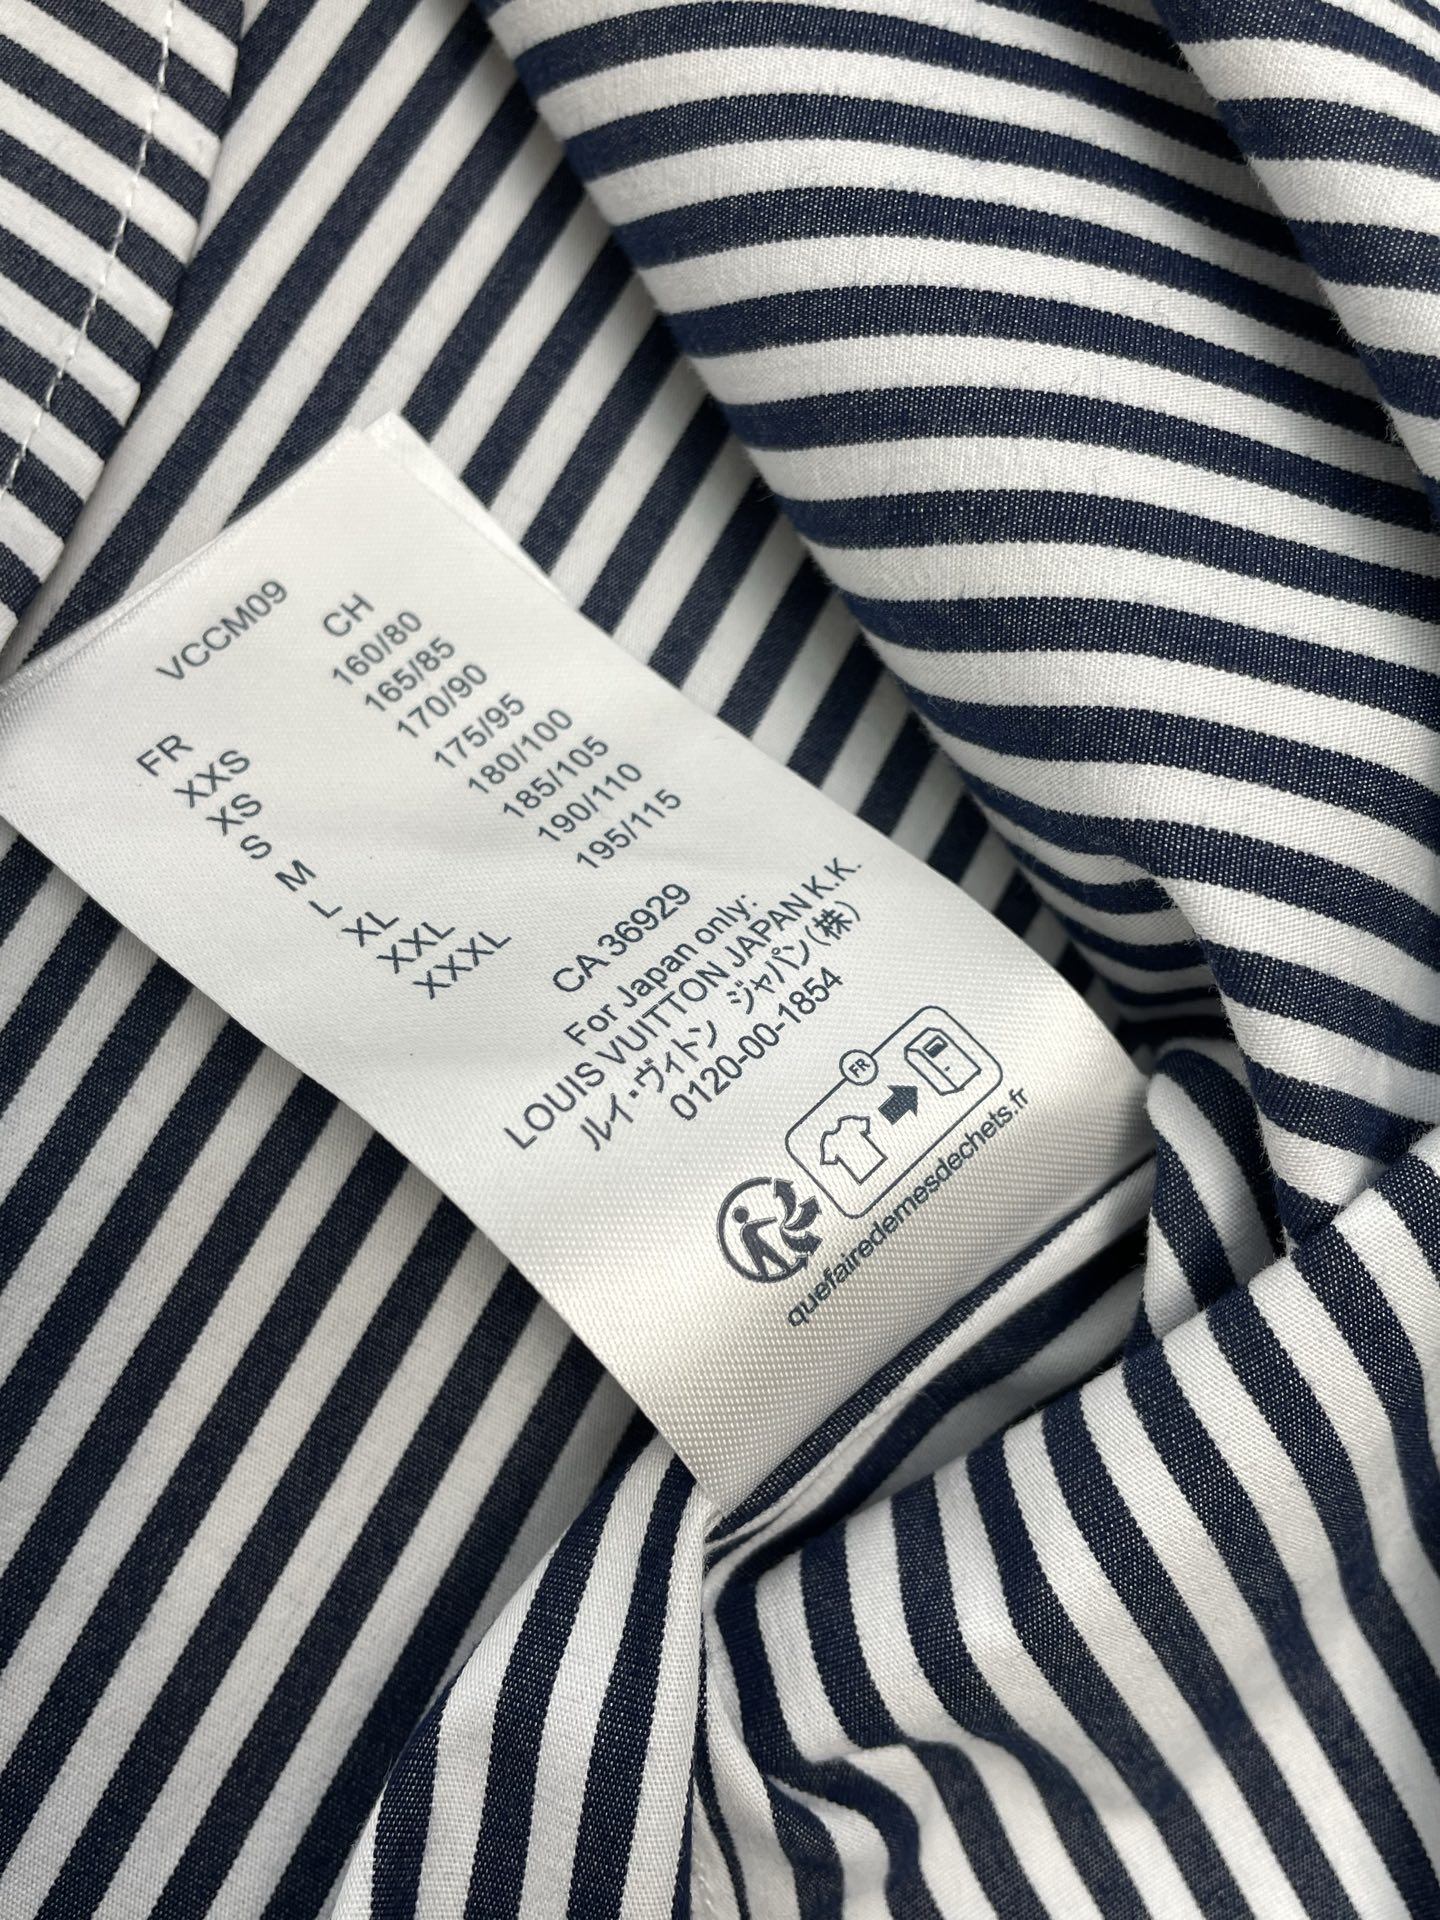 VCCM09
FR CH
XXS 160/80
XS 165/85
S 170/90
M 175/95
L 180/100
XL 185/105
XXL 190/110
XXXL 195/115
CA 36929
For Japan only:
LOUIS VUITTON JAPAN K.K.
ルイ・ヴィトン ジャパン(株)
0120-00-1854
FR
quefairedemesdechets.fr